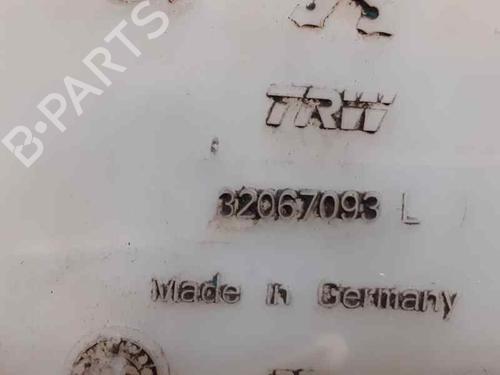 B-PARTS
TRW
32067093 L
Made in Germany